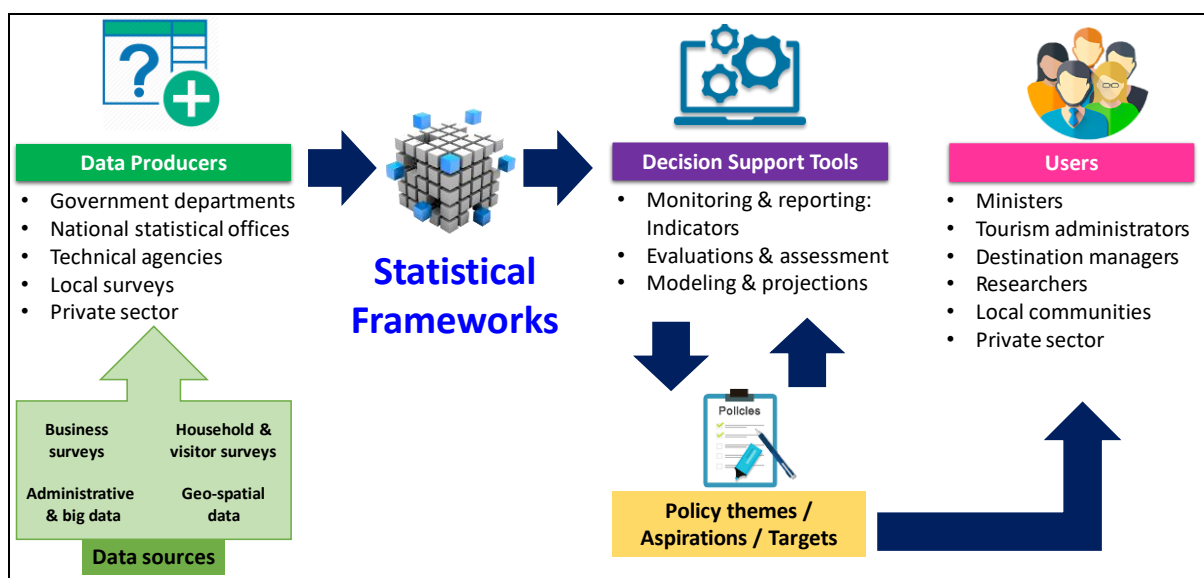 Data Producers
• Government departments
• National statistical offices
• Technical agencies
• Local surveys
• Private sector
Business
surveys
Household &
visitor surveys
Administrative
& big data
Geo-spatial
data
Data sources
Statistical
Frameworks
Decision Support Tools
• Monitoring & reporting:
Indicators
• Evaluations & assessment
• Modeling & projections
Policies
Policy themes /
Aspirations / Targets
Users
• Ministers
• Tourism administrators
• Destination managers
• Researchers
• Local communities
• Private sector